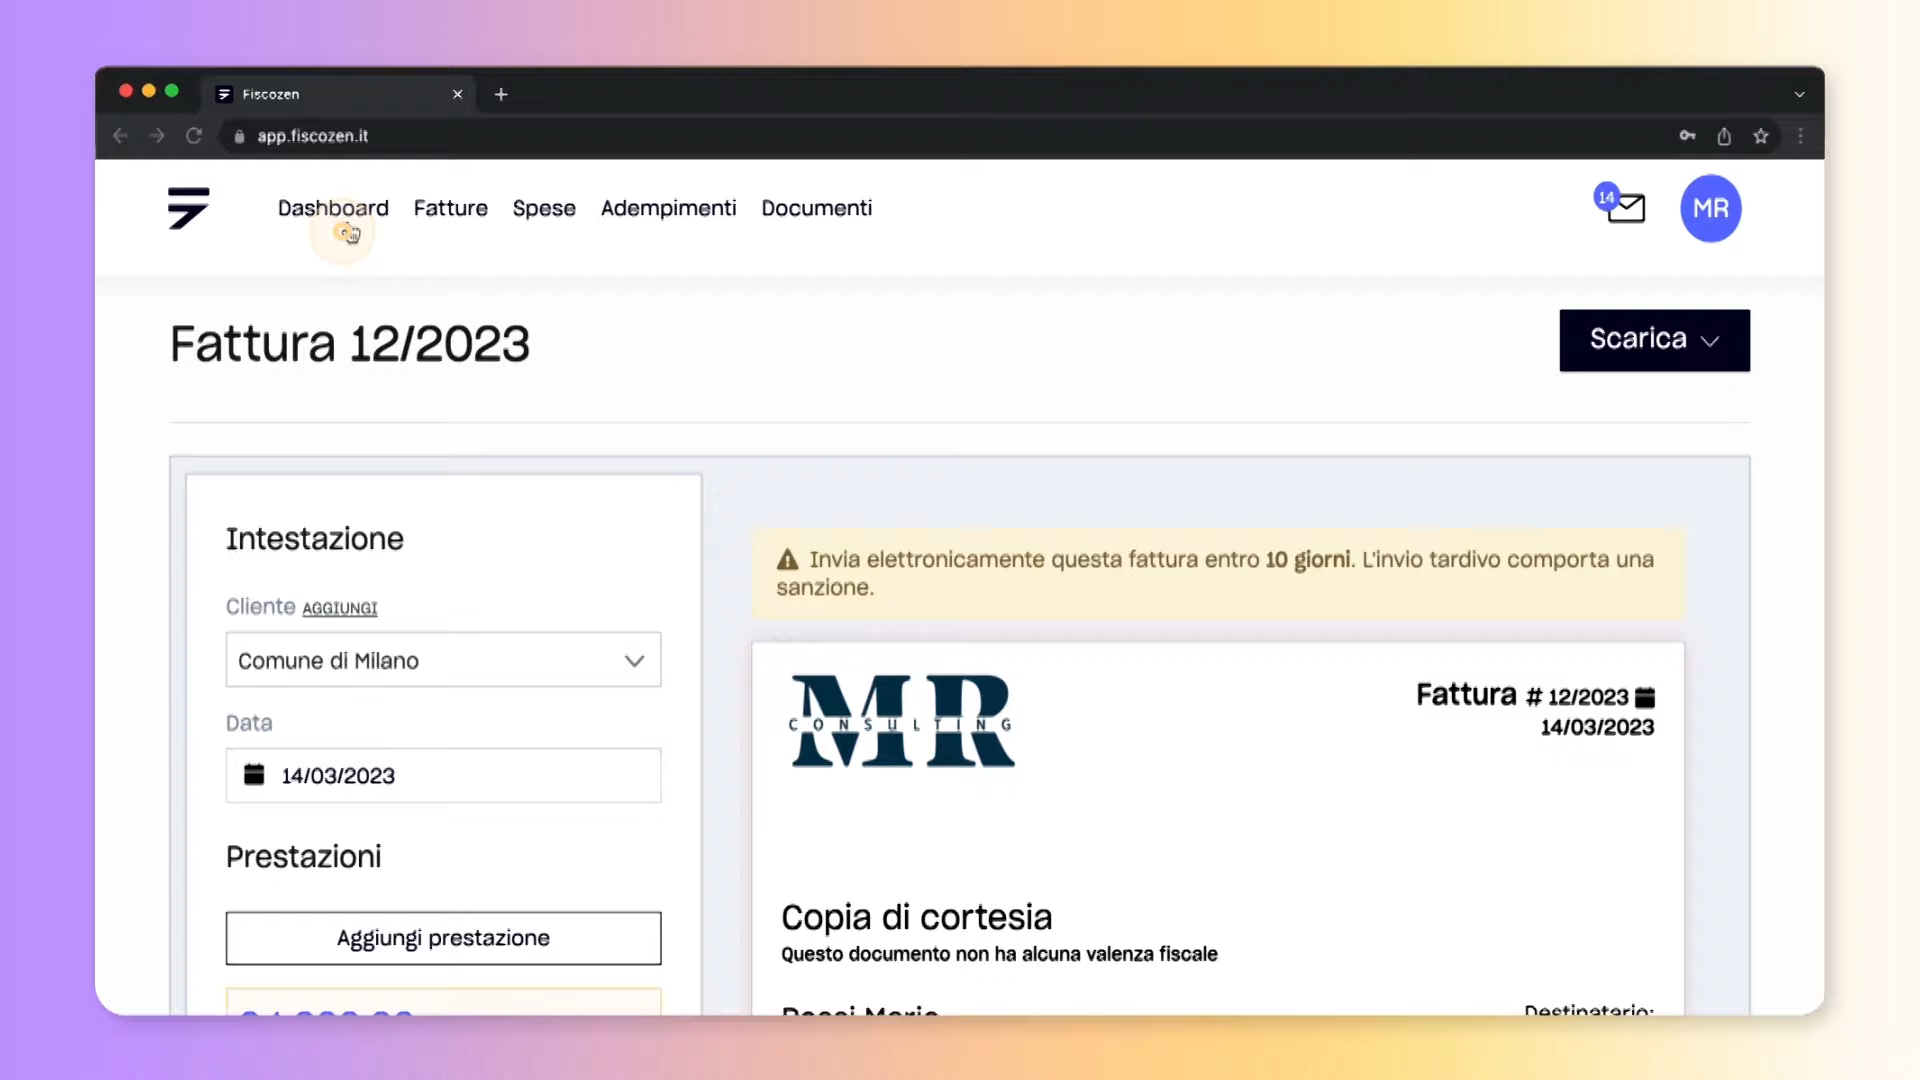 Fiscozen
app.fiscozen.it
Dashboard Fatture Spese Adempimenti Documenti
14
MR
Fattura 12/2023
Scarica
Intestazione
Cliente AGGIUNGI
Comune di Milano
Data
14/03/2023
Prestazioni
Aggiungi prestazione
Invia elettronicamente questa fattura entro 10 giorni. L'invio tardivo comporta una
sanzione.
MR
CONSULTING
Fattura # 12/2023
14/03/2023
Copia di cortesia
Questo documento non ha alcuna valenza fiscale
Rossi Mario
Destinatario: